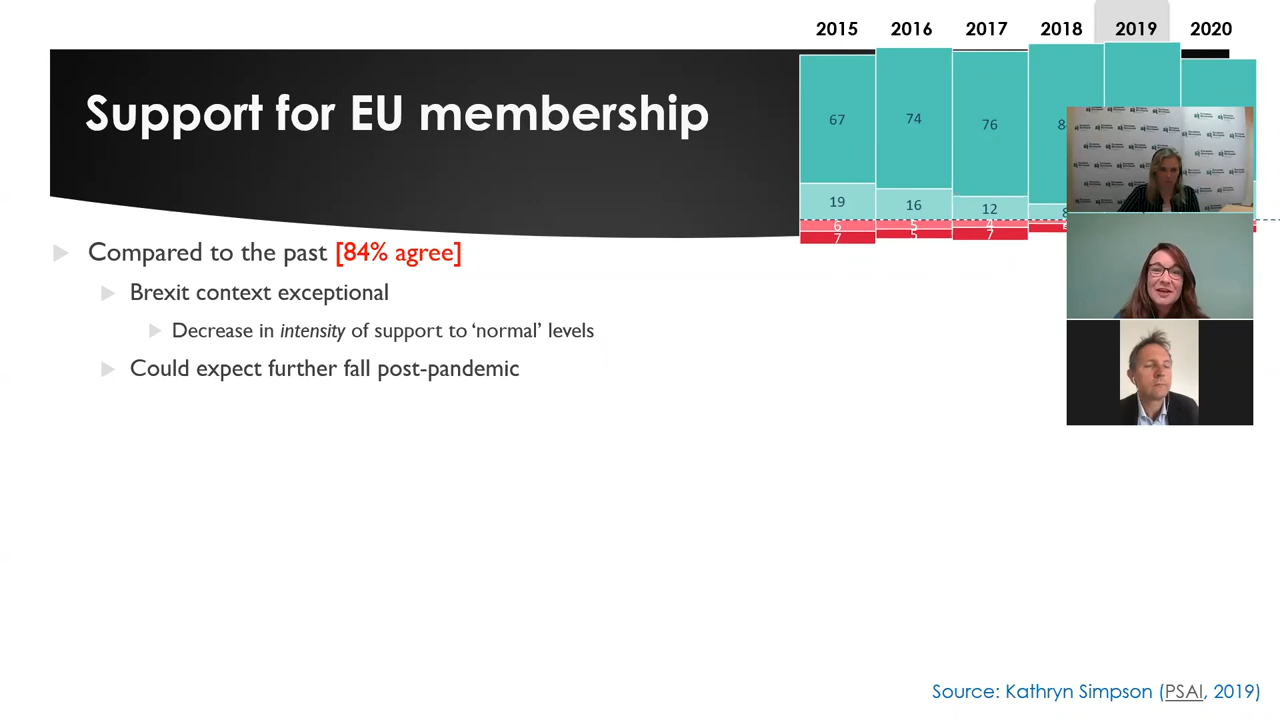 2015 2016 2017 2018 2019 2020
Support for EU membership
67 74 76
19 16 12 8
6 5 4
7 5 7
Compared to the past [84% agree]
Brexit context exceptional
Decrease in intensity of support to ‘normal’ levels
Could expect further fall post-pandemic
Source: Kathryn Simpson (PSAI, 2019)